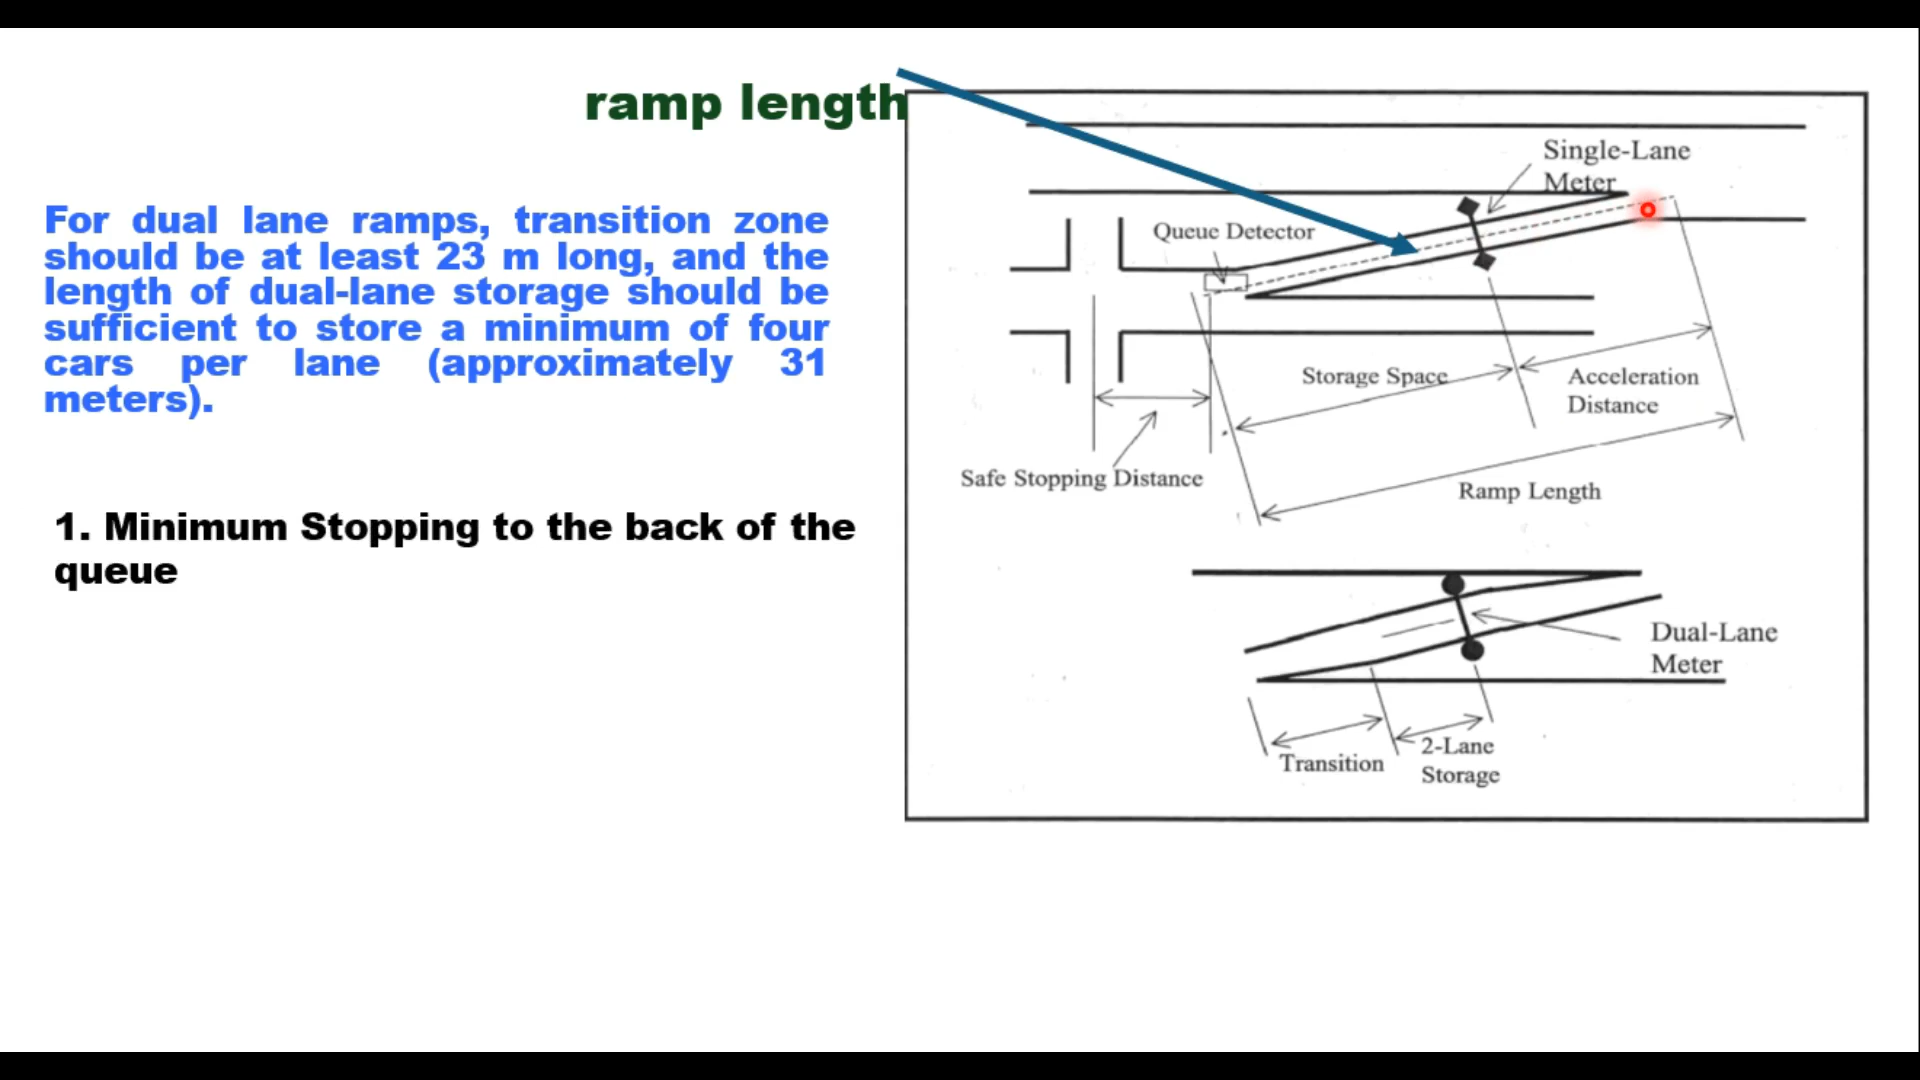 ramp length
For dual lane ramps, transition zone
should be at least 23 m long, and the
length of dual-lane storage should be
sufficient to store a minimum of four
cars per lane (approximately 31
meters).
1. Minimum Stopping to the back of the
queue
Single-Lane
Meter
Queue Detector
Storage Space
Acceleration
Distance
Safe Stopping Distance
Ramp Length
Dual-Lane
Meter
Transition
2-Lane
Storage